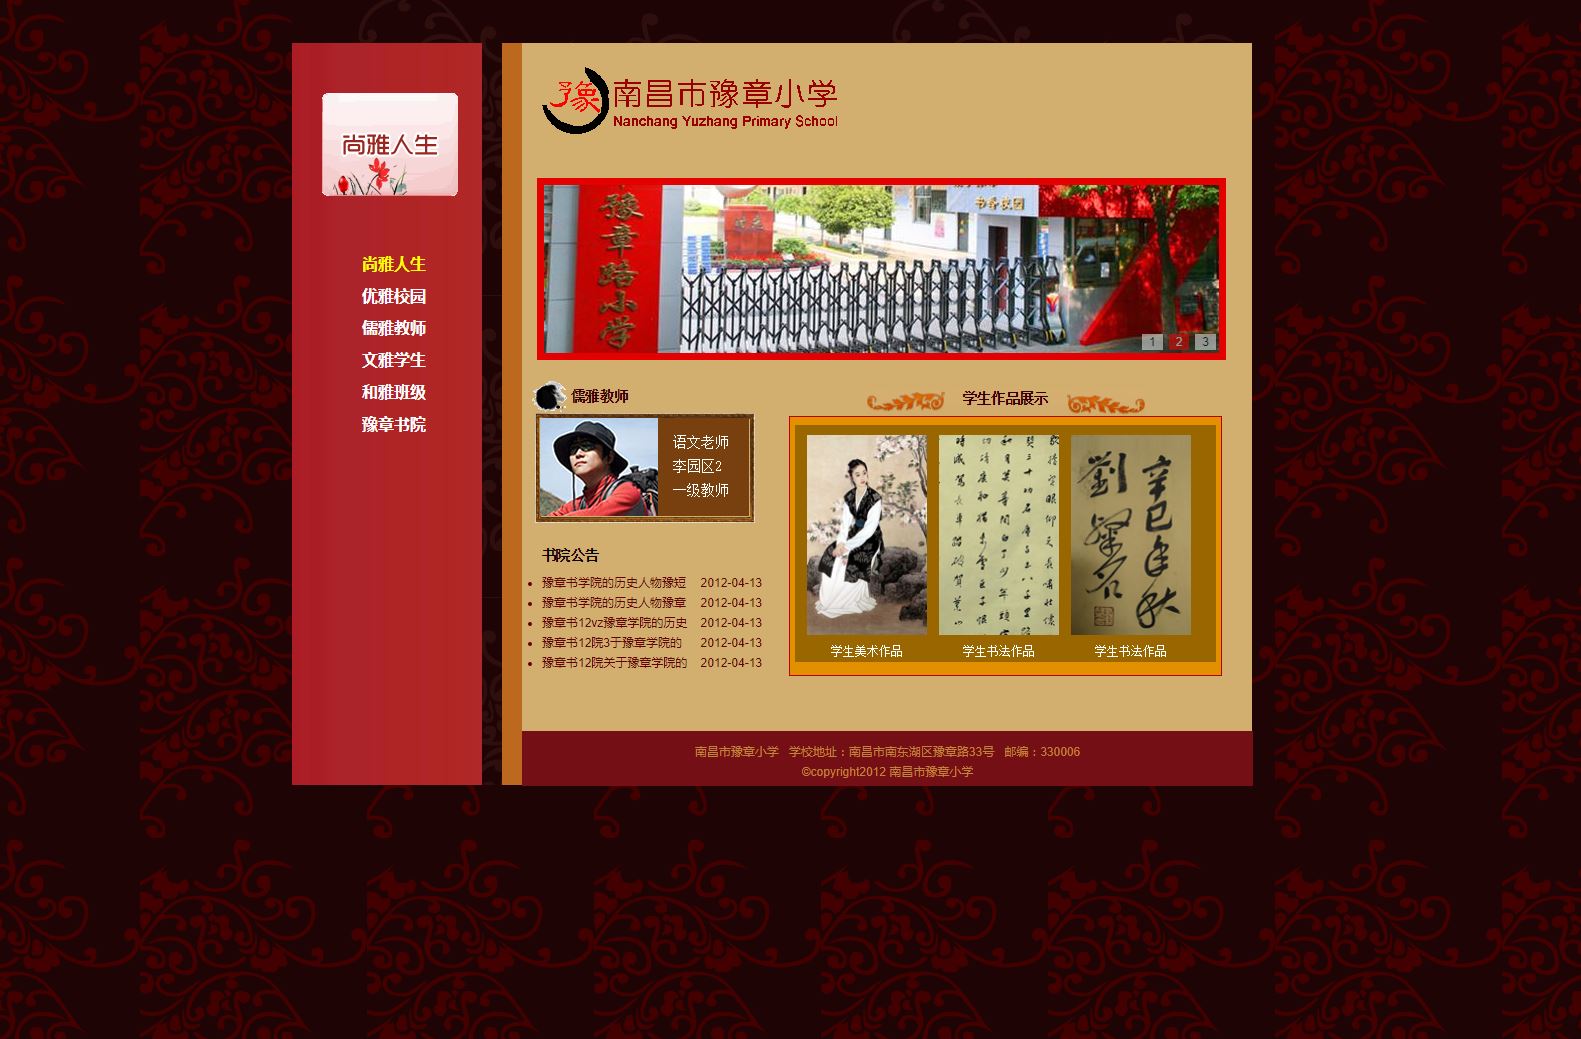 尚雅人生
尚雅人生
优雅校园
儒雅教师
文雅学生
和雅班级
豫章书院
豫 南昌市豫章小学
Nanchang Yuzhang Primary School
豫章路小学
书香校园
1 2 3
儒雅教师
语文老师
李园区2
一级教师
书院公告
豫章书学院的历史人物豫短 2012-04-13
豫章书学院的历史人物豫章 2012-04-13
豫章书12vz豫章学院的历史 2012-04-13
豫章书12院3于豫章学院的 2012-04-13
豫章书12院关于豫章学院的 2012-04-13
学生作品展示
辛巳年秋
学生美术作品 学生书法作品 学生书法作品
南昌市豫章小学 学校地址：南昌市南东湖区豫章路33号 邮编：330006
©copyright2012 南昌市豫章小学